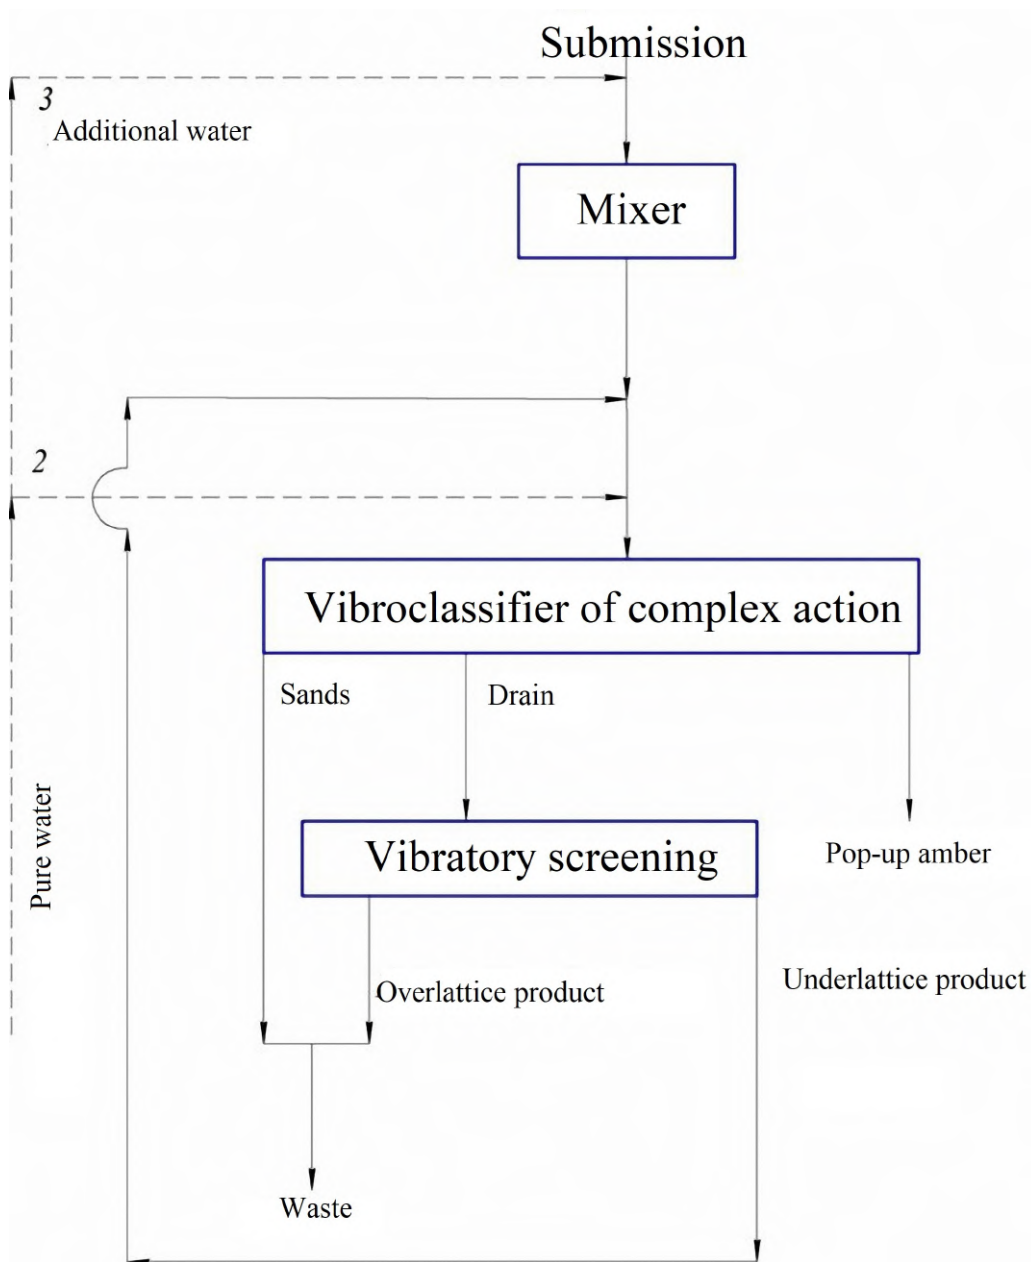 Submission
3
Additional water
Mixer
2
Vibroclassifier of complex action
Sands
Drain
Pure water
Vibratory screening
Pop-up amber
Underlattice product
Overlattice product
Waste